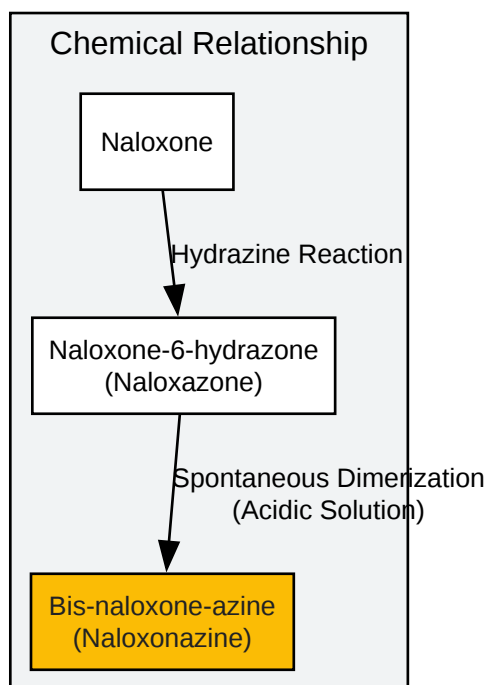 Chemical Relationship
Naloxone
Hydrazine Reaction
Naloxone-6-hydrazone
(Naloxazone)
Spontaneous Dimerization
(Acidic Solution)
Bis-naloxone-azine
(Naloxonazine)